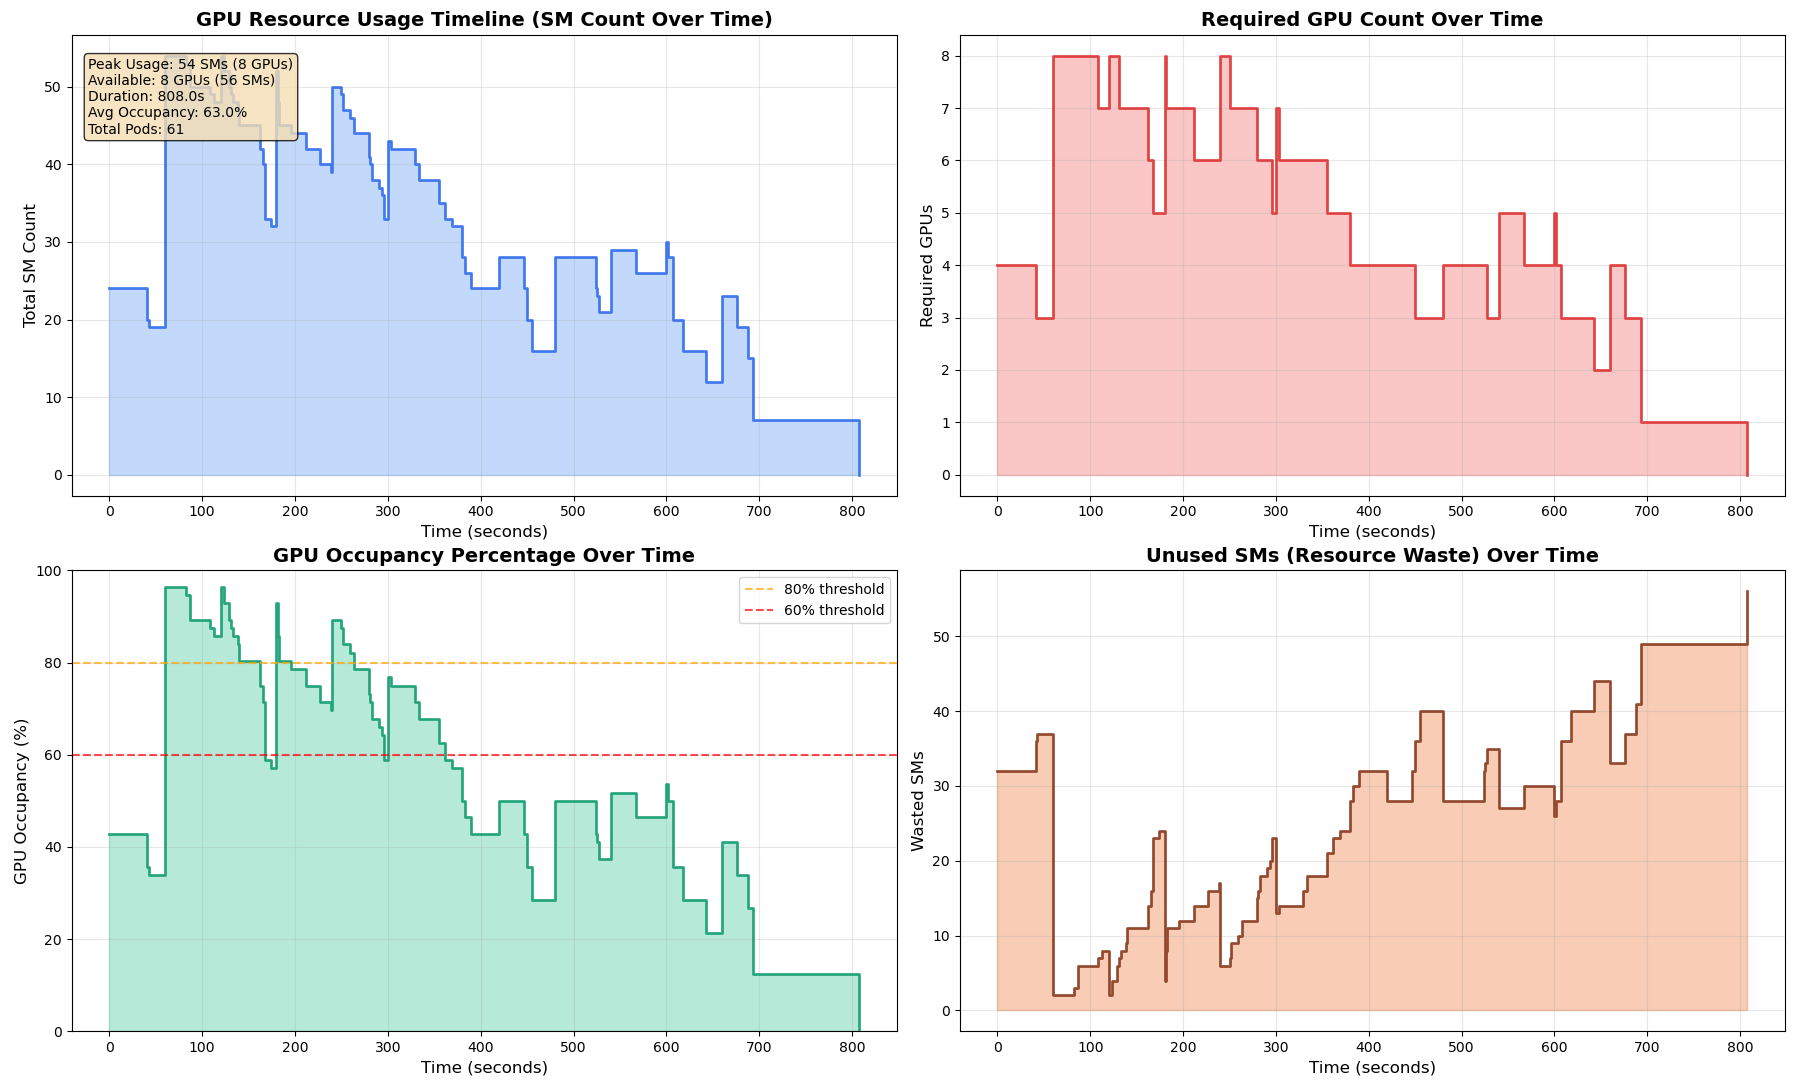 GPU Resource Usage Timeline (SM Count Over Time)
Peak Usage: 54 SMs (8 GPUs)
Available: 8 GPUs (56 SMs)
Duration: 808.0s
Avg Occupancy: 63.0%
Total Pods: 61
Total SM Count
50
40
30
20
10
0
0 100 200 300 400 500 600 700 800
Time (seconds)
Required GPU Count Over Time
Required GPUs
8
7
6
5
4
3
2
1
0
0 100 200 300 400 500 600 700 800
Time (seconds)
GPU Occupancy Percentage Over Time
80% threshold
60% threshold
GPU Occupancy (%)
100
80
60
40
20
0
0 100 200 300 400 500 600 700 800
Time (seconds)
Unused SMs (Resource Waste) Over Time
Wasted SMs
50
40
30
20
10
0
0 100 200 300 400 500 600 700 800
Time (seconds)